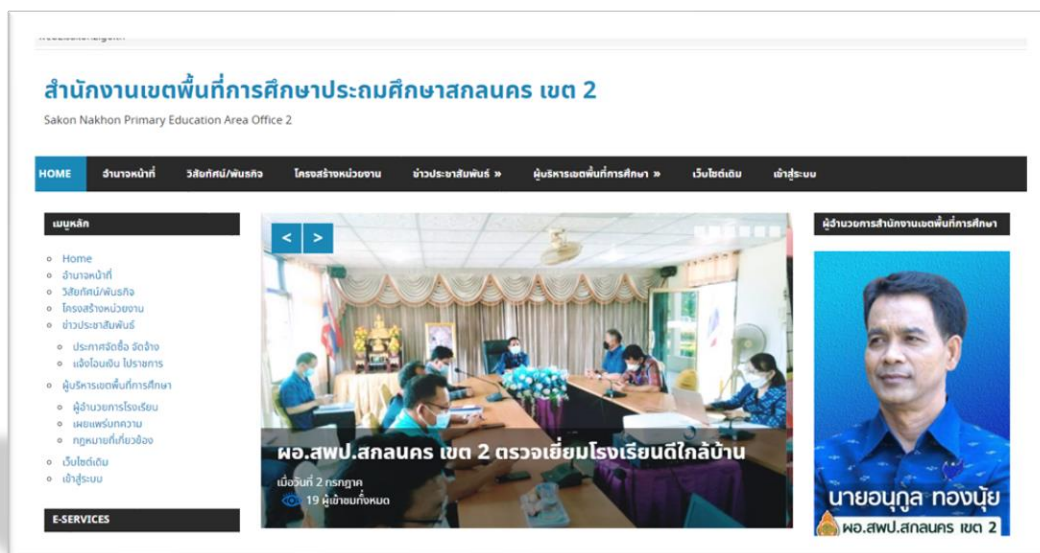 สำนักงานเขตพื้นที่การศึกษาประถมศึกษาสกลนคร เขต 2
Sakon Nakhon Primary Education Area Office 2
HOME อำนาจหน้าที่ วิสัยทัศน์/พันธกิจ โครงสร้างหน่วยงาน ข่าวประชาสัมพันธ์ » ผู้บริหารเขตพื้นที่การศึกษา » เว็บไซต์เดิม เข้าสู่ระบบ
เมนูหลัก
Home
อำนาจหน้าที่
วิสัยทัศน์/พันธกิจ
โครงสร้างหน่วยงาน
ข่าวประชาสัมพันธ์
ประกาศจัดซื้อ จัดจ้าง
แจ้งโอนเงิน ไปราชการ
ผู้บริหารเขตพื้นที่การศึกษา
ผู้อำนวยการโรงเรียน
เผยแพร่บทความ
กฎหมายที่เกี่ยวข้อง
เว็บไซต์เดิม
เข้าสู่ระบบ
E-SERVICES
< >
ผอ.สพป.สกลนคร เขต 2 ตรวจเยี่ยมโรงเรียนดีใกล้บ้าน
เมื่อวันที่ 2 กรกฎาค
19 ผู้เข้าชมทั้งหมด
ผู้อำนวยการสำนักงานเขตพื้นที่การศึกษา
นายอนุกูล ทองนุ้ย
ผอ.สพป.สกลนคร เขต 2